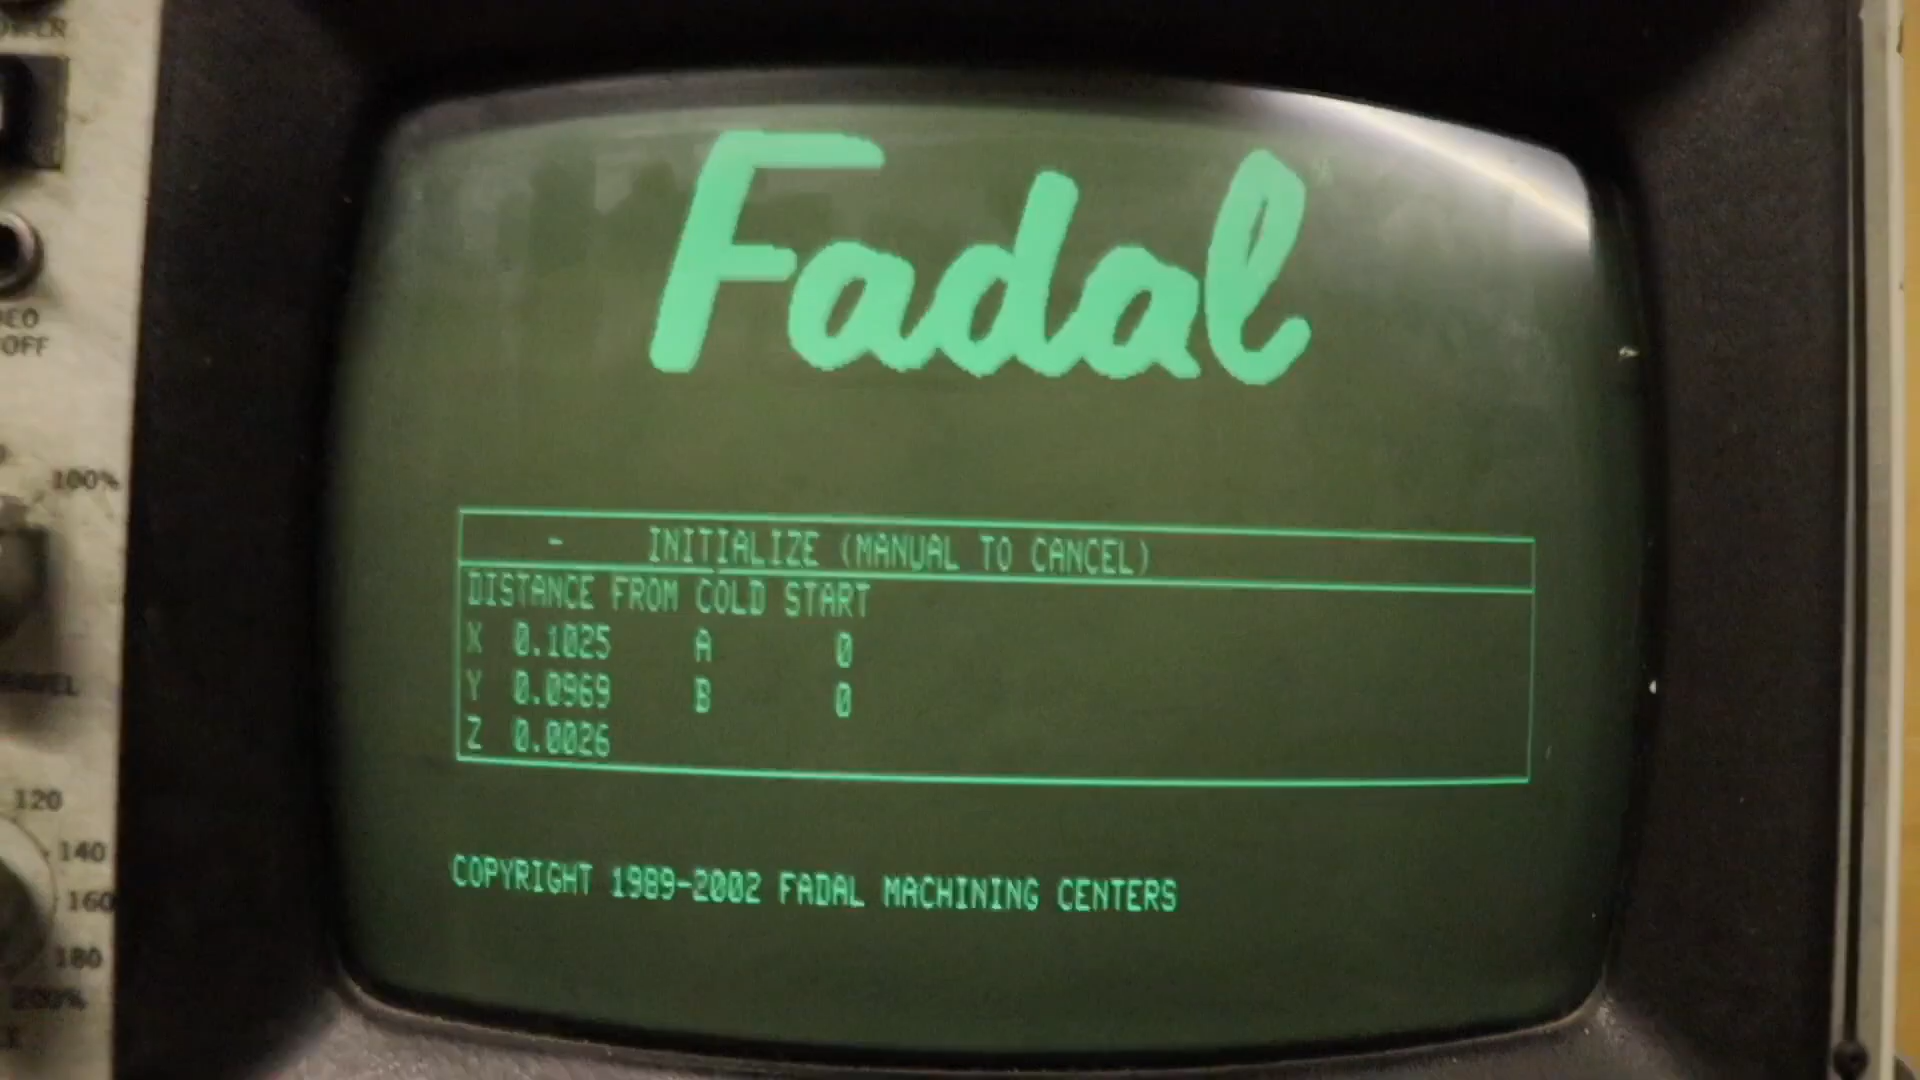 Fadal
- INITIALIZE (MANUAL TO CANCEL)
DISTANCE FROM COLD START
X 0.1025 A 0
Y 0.0969 B 0
Z 0.0026
COPYRIGHT 1989-2002 FADAL MACHINING CENTERS
OFF
100%
120
140
160
180
200%